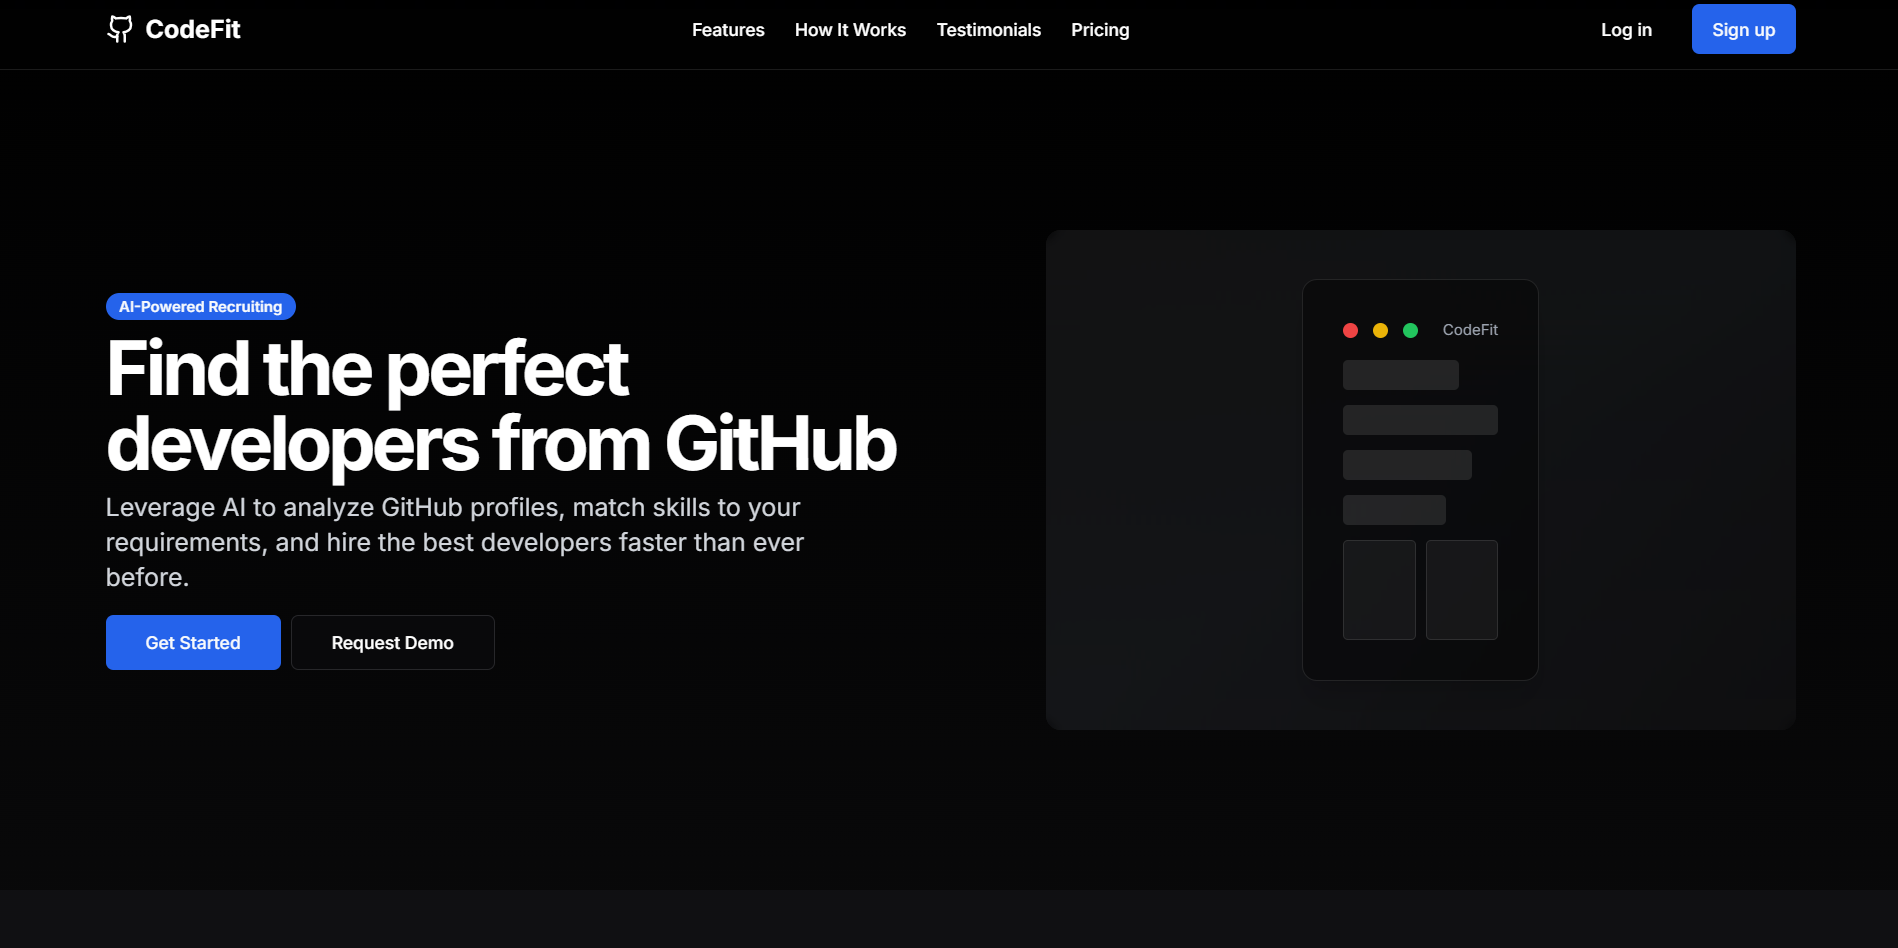 CodeFit
Features
How It Works
Testimonials
Pricing
Log in
Sign up
AI-Powered Recruiting
Find the perfect
developers from GitHub
Leverage AI to analyze GitHub profiles, match skills to your
requirements, and hire the best developers faster than ever
before.
Get Started
Request Demo
CodeFit